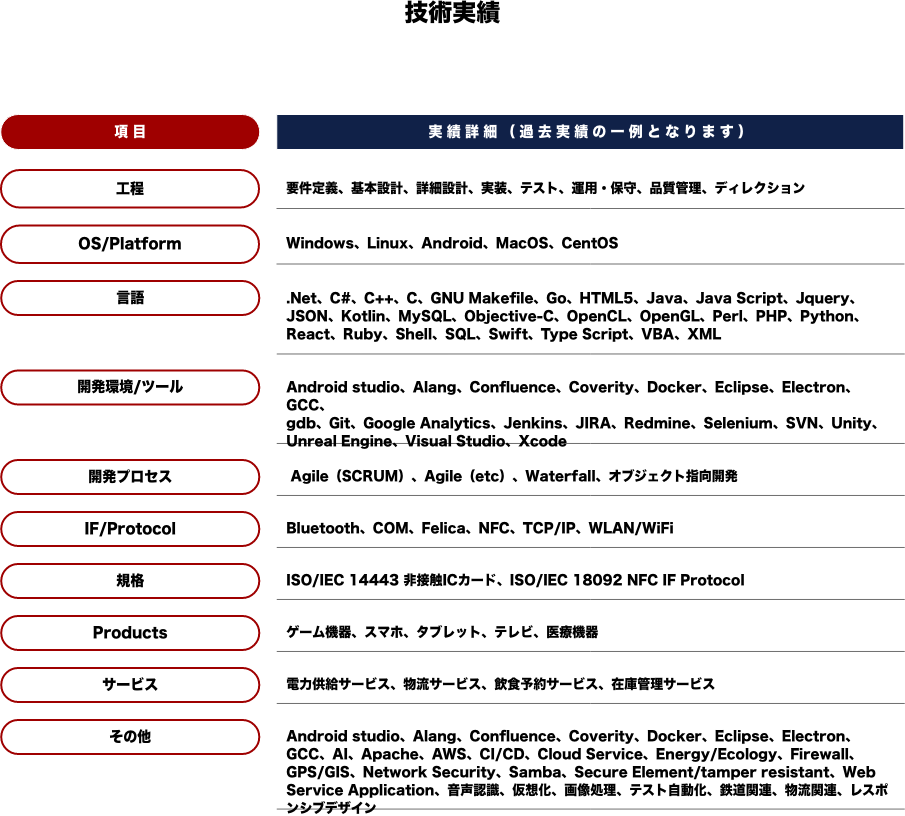 技術実績
項目
実績詳細（過去実績の一例となります）
工程
要件定義、基本設計、詳細設計、実装、テスト、運用・保守、品質管理、ディレクション
OS/Platform
Windows、Linux、Android、MacOS、CentOS
言語
.Net、C#、C++、C、GNU Makefile、Go、HTML5、Java、Java Script、Jquery、
JSON、Kotlin、MySQL、Objective-C、OpenCL、OpenGL、Perl、PHP、Python、
React、Ruby、Shell、SQL、Swift、Type Script、VBA、XML
開発環境/ツール
Android studio、Alang、Confluence、Coverity、Docker、Eclipse、Electron、
GCC、
gdb、Git、Google Analytics、Jenkins、JIRA、Redmine、Selenium、SVN、Unity、
Unreal Engine、Visual Studio、Xcode
開発プロセス
Agile（SCRUM）、Agile（etc）、Waterfall、オブジェクト指向開発
IF/Protocol
Bluetooth、COM、Felica、NFC、TCP/IP、WLAN/WiFi
規格
ISO/IEC 14443 非接触ICカード、ISO/IEC 18092 NFC IF Protocol
Products
ゲーム機器、スマホ、タブレット、テレビ、医療機器
サービス
電力供給サービス、物流サービス、飲食予約サービス、在庫管理サービス
その他
Android studio、Alang、Confluence、Coverity、Docker、Eclipse、Electron、
GCC、AI、Apache、AWS、CI/CD、Cloud Service、Energy/Ecology、Firewall、
GPS/GIS、Network Security、Samba、Secure Element/tamper resistant、Web
Service Application、音声認識、仮想化、画像処理、テスト自動化、鉄道関連、物流関連、レスポ
ンシブデザイン